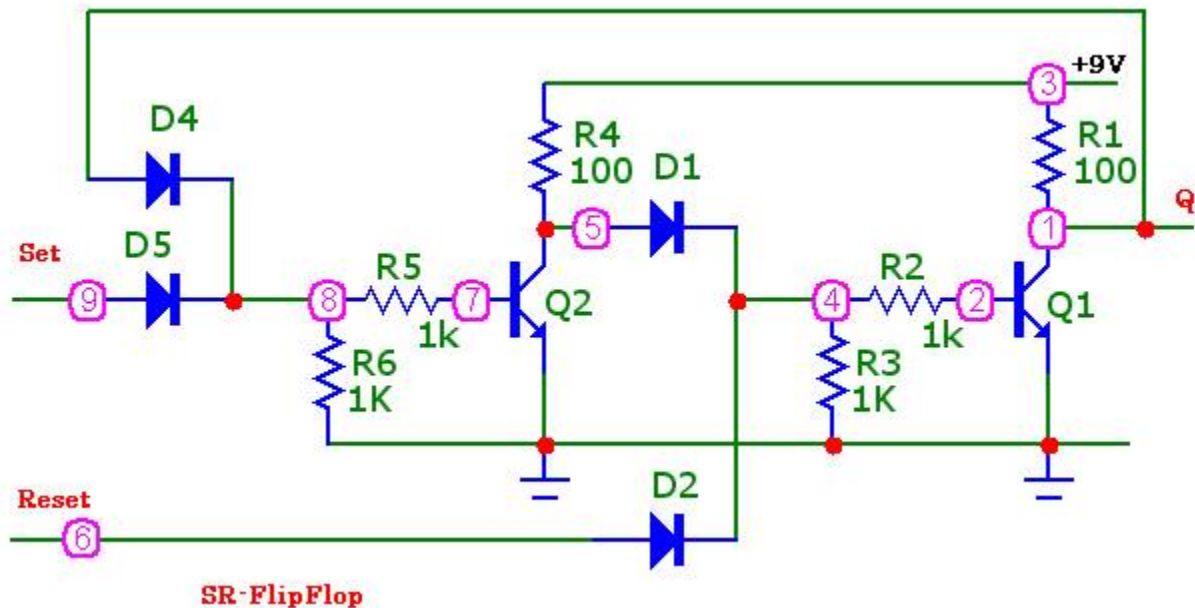 3
+9V
D4
R4
100
D1
R1
100
Q
Set
D5
5
1
9
8
R5
7
1k
Q2
4
R2
2
1k
Q1
R6
1K
R3
1K
Reset
D2
6
SR-FlipFlop